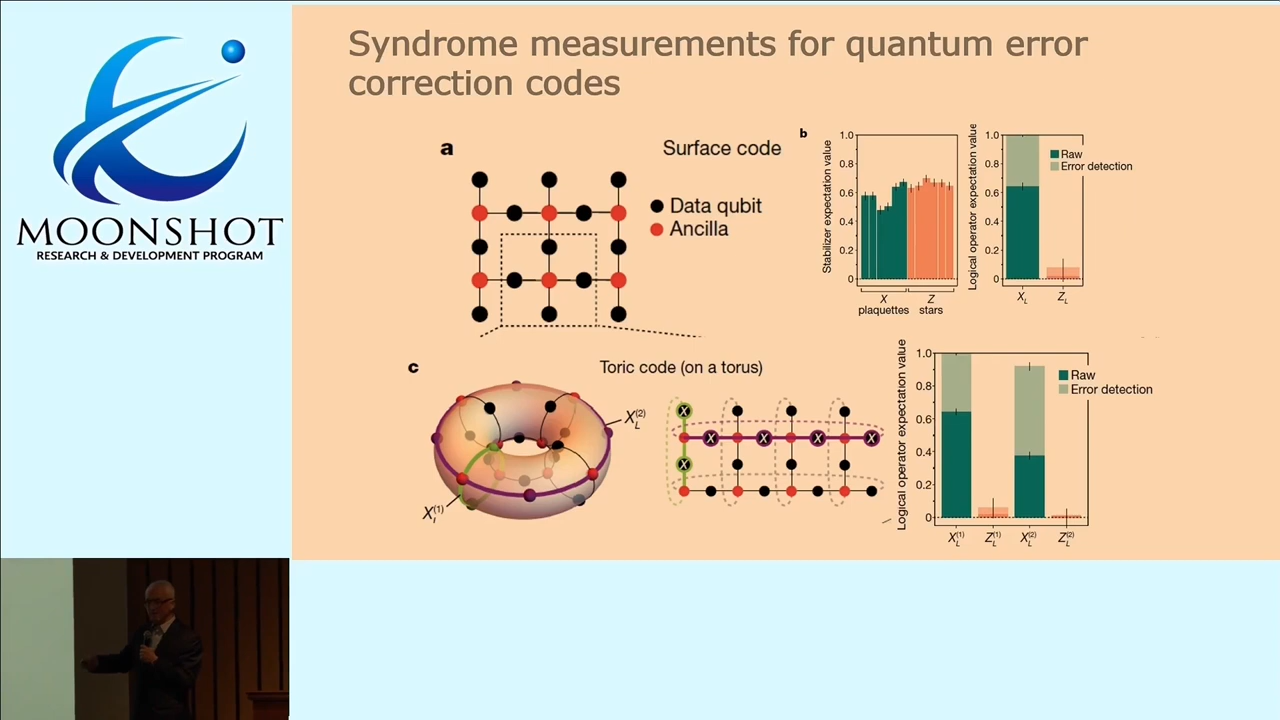 MOONSHOT
RESEARCH & DEVELOPMENT PROGRAM
Syndrome measurements for quantum error
correction codes
a
Surface code
Data qubit
Ancilla
b
Stabilizer expectation value
1.0
0.8
0.6
0.4
0.2
0
X
plaquettes
Z
stars
Logical operator expectation value
1.0
0.8
0.6
0.4
0.2
0
Raw
Error detection
X_L
Z_L
c
Toric code (on a torus)
X_L^(2)
X_L^(1)
X
X
X
X
X
X
Logical operator expectation value
1.0
0.8
0.6
0.4
0.2
0
Raw
Error detection
X_L^(1)
Z_L^(1)
X_L^(2)
Z_L^(2)